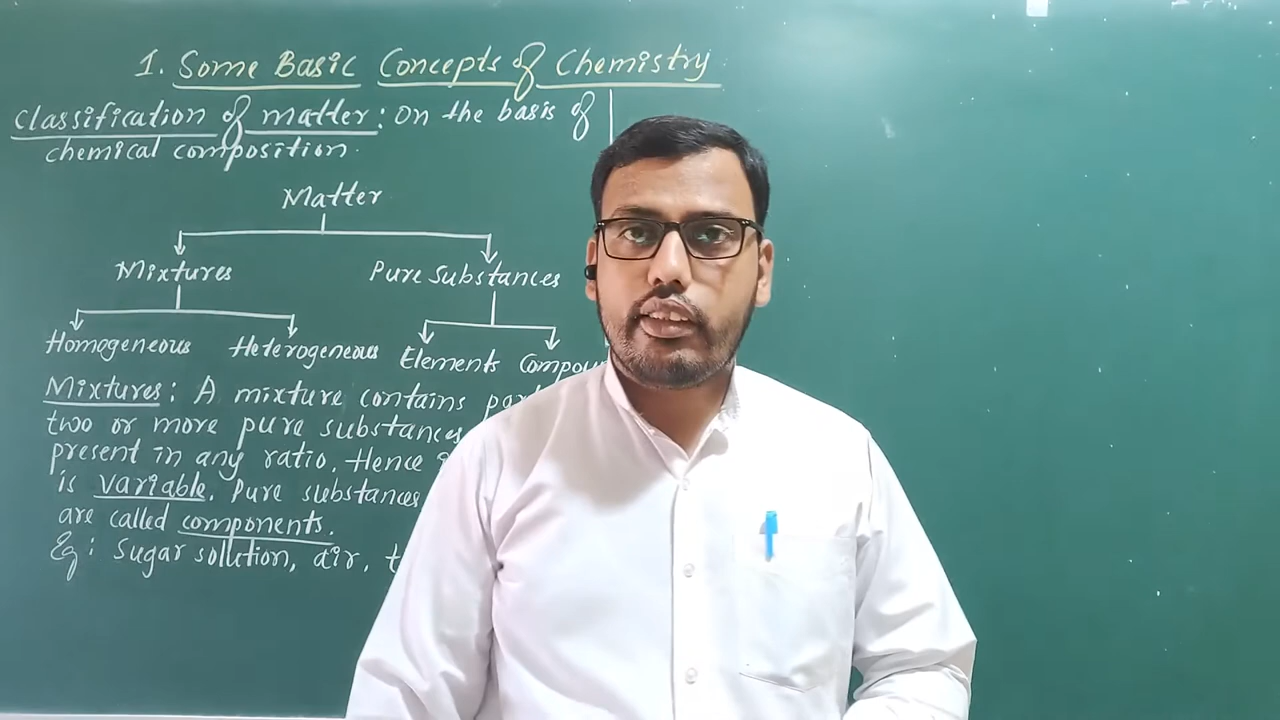 1. Some Basic Concepts of Chemistry
Classification of matter: On the basis of
chemical composition.
Matter
Mixtures Pure Substances
Homogeneous Heterogeneous Elements
Mixtures: A mixture contains
two or more pure substances
present in any ratio. Hence
is variable. Pure substances
are called components.
Eg: Sugar solution, air,